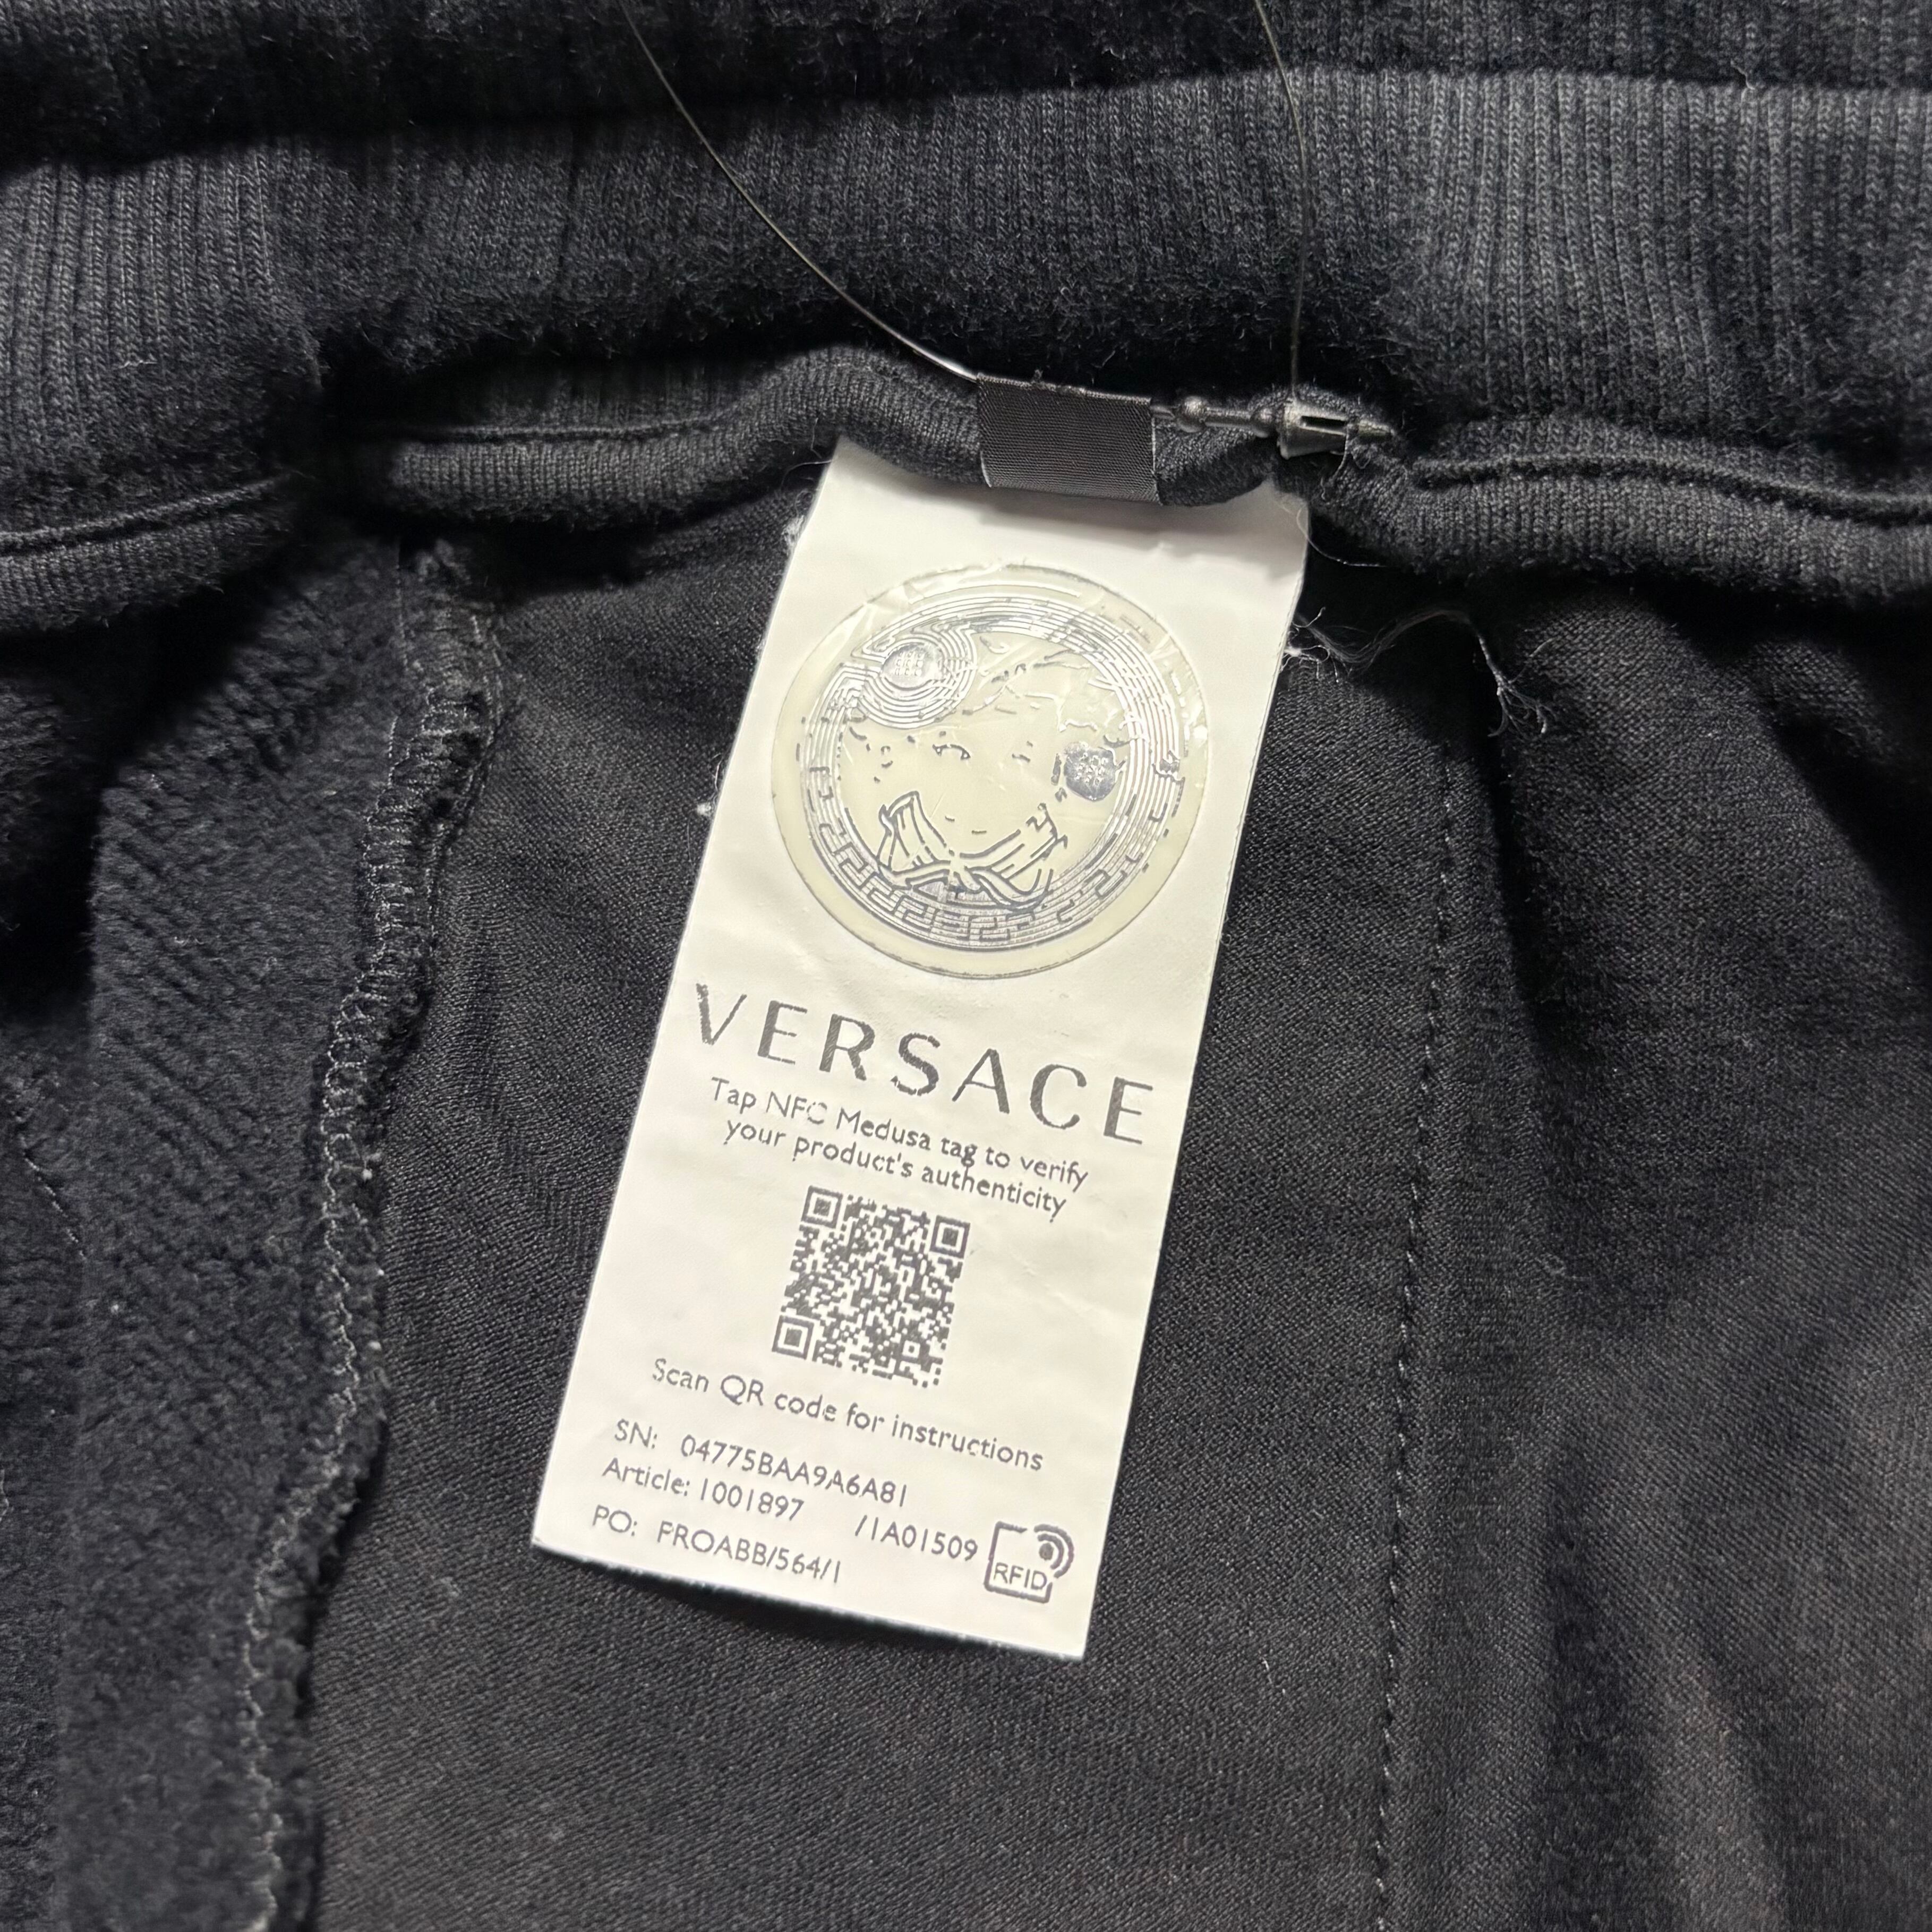 VERSACE
Tap NFC Medusa tag to verify
your product's authenticity
Scan QR code for instructions
SN: 04775BAA9A6A81
Article: 1001897 /1A01509
PO: FROABB/564/1
RFID